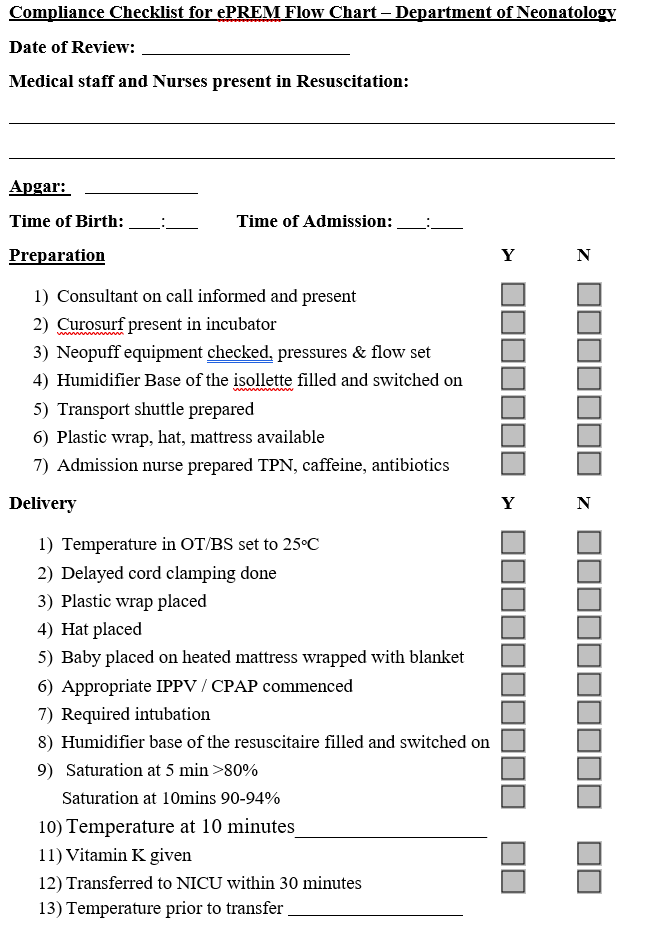 Compliance Checklist for ePREM Flow Chart – Department of Neonatology
Date of Review: ____________________
Medical staff and Nurses present in Resuscitation:
Apgar: ____________
Time of Birth: ___:___ Time of Admission: ___:___
Preparation Y N
1) Consultant on call informed and present
2) Curosurf present in incubator
3) Neopuff equipment checked, pressures & flow set
4) Humidifier Base of the isollette filled and switched on
5) Transport shuttle prepared
6) Plastic wrap, hat, mattress available
7) Admission nurse prepared TPN, caffeine, antibiotics
Delivery Y N
1) Temperature in OT/BS set to 25°C
2) Delayed cord clamping done
3) Plastic wrap placed
4) Hat placed
5) Baby placed on heated mattress wrapped with blanket
6) Appropriate IPPV / CPAP commenced
7) Required intubation
8) Humidifier base of the resuscitaire filled and switched on
9) Saturation at 5 min >80%
Saturation at 10mins 90-94%
10) Temperature at 10 minutes____________________
11) Vitamin K given
12) Transferred to NICU within 30 minutes
13) Temperature prior to transfer ____________________